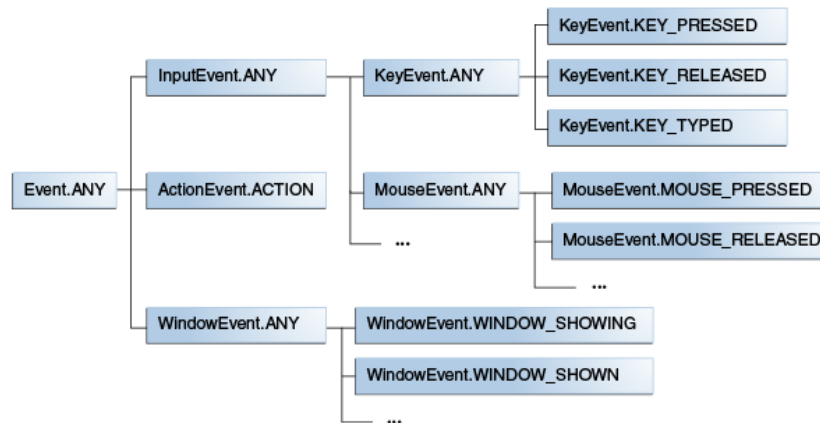 KeyEvent.KEY_PRESSED
InputEvent.ANY
KeyEvent.ANY
KeyEvent.KEY_RELEASED
KeyEvent.KEY_TYPED
Event.ANY
ActionEvent.ACTION
MouseEvent.ANY
MouseEvent.MOUSE_PRESSED
MouseEvent.MOUSE_RELEASED
...
...
WindowEvent.ANY
WindowEvent.WINDOW_SHOWING
WindowEvent.WINDOW_SHOWN
...